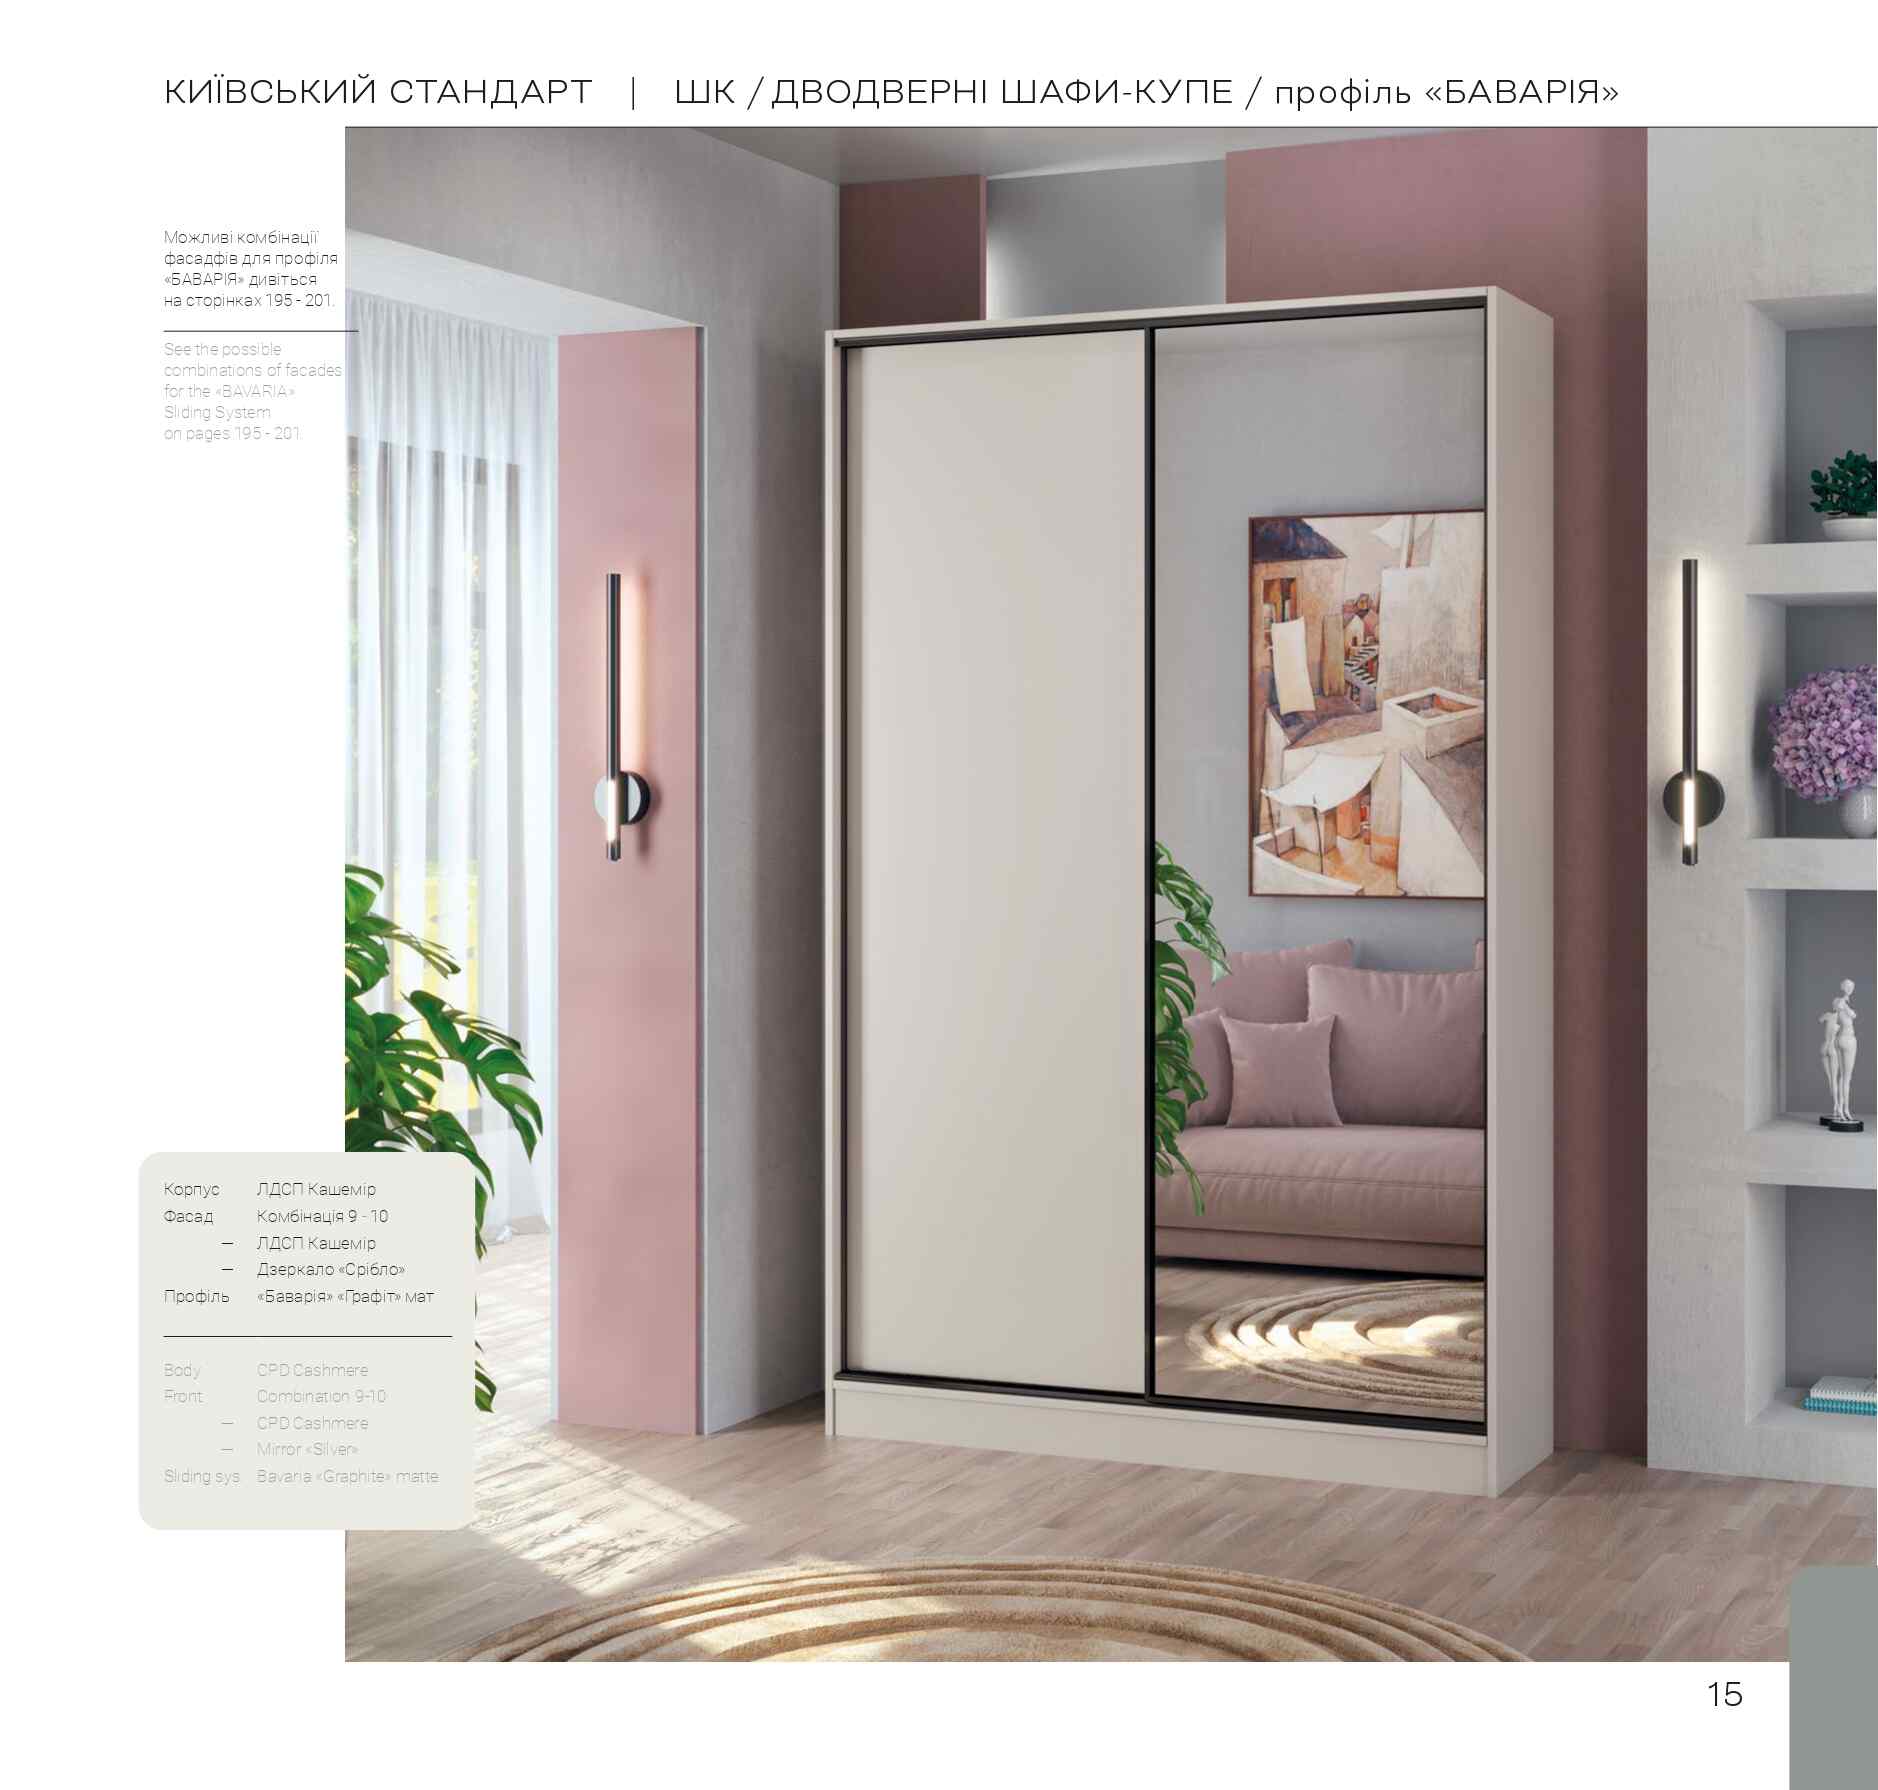 КИЇВСЬКИЙ СТАНДАРТ | ШК / ДВОДВЕРНІ ШАФИ-КУПЕ / профіль «БАВАРІЯ»
Можливі комбінації
фасадфів для профіля
«БАВАРІЯ» дивіться
на сторінках 195 - 201.
See the possible
combinations of facades
for the «BAVARIA»
Sliding System
on pages 195 - 201.
Корпус ЛДСП Кашемір
Фасад Комбінація 9 - 10
– ЛДСП Кашемір
– Дзеркало «Срібло»
Профіль «Баварія» «Графіт» мат
Body CPD Cashmere
Front Combination 9-10
– CPD Cashmere
– Mirror «Silver»
Sliding sys. Bavaria «Graphite» matte
15